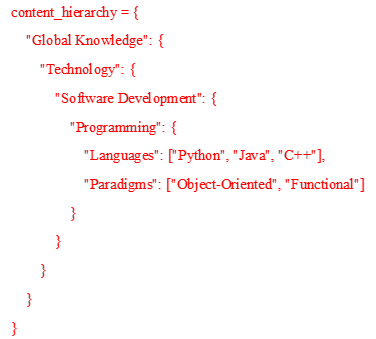 content_hierarchy = {
"Global Knowledge": {
"Technology": {
"Software Development": {
"Programming": {
"Languages": ["Python", "Java", "C++"],
"Paradigms": ["Object-Oriented", "Functional"]
}
}
}
}
}